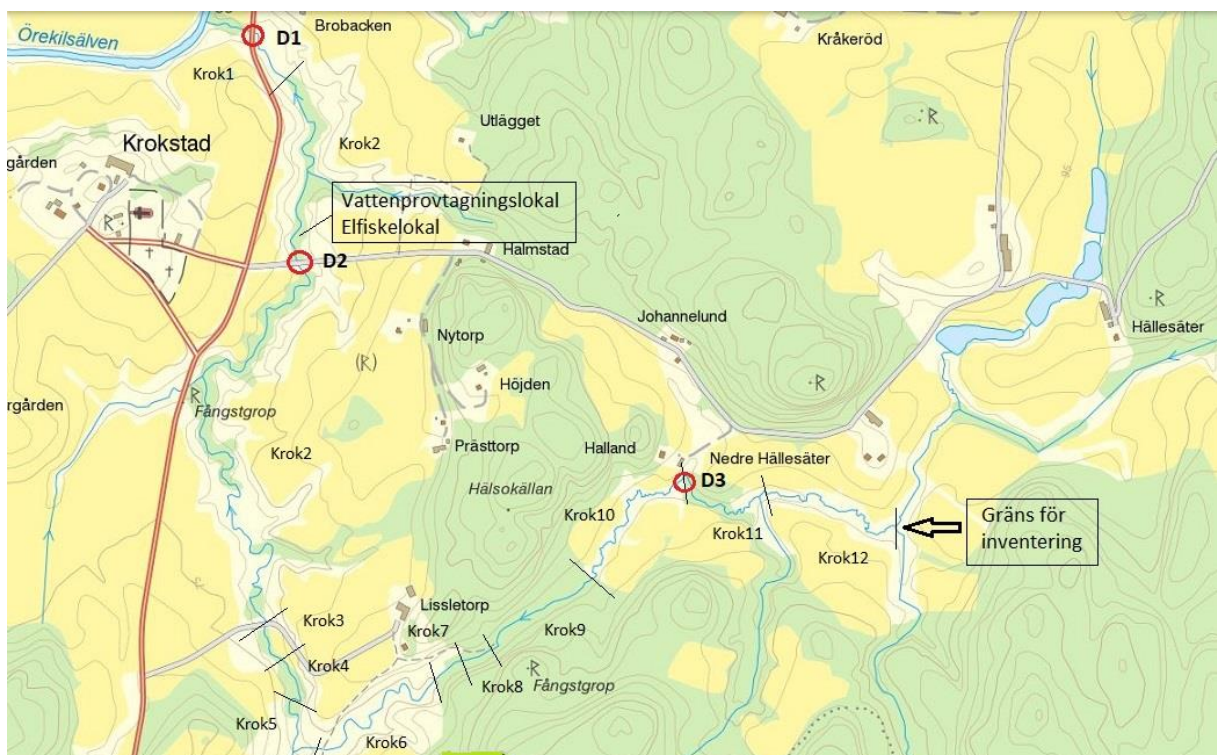 Örekilsälven
D1
Brobacken
Kråkeröd
Krok1
R
Utlägget
Krokstad
Krok2
gården
Vattenprovtagningslokal
Elfiskelokal
R
D2
Halmstad
Johannelund
R
Hällesäter
Nytorp
(R)
R
Höjden
R
rgården
Fångstgrop
Krok2
Prästtorp
Halland
Nedre Hällesäter
D3
Hälsokällan
Krok10
Krok11
Gräns för
inventering
Krok12
Lissletorp
Krok3
Krok7
Krok9
Krok4
R
Krok8
Fångstgrop
Krok5
Krok6